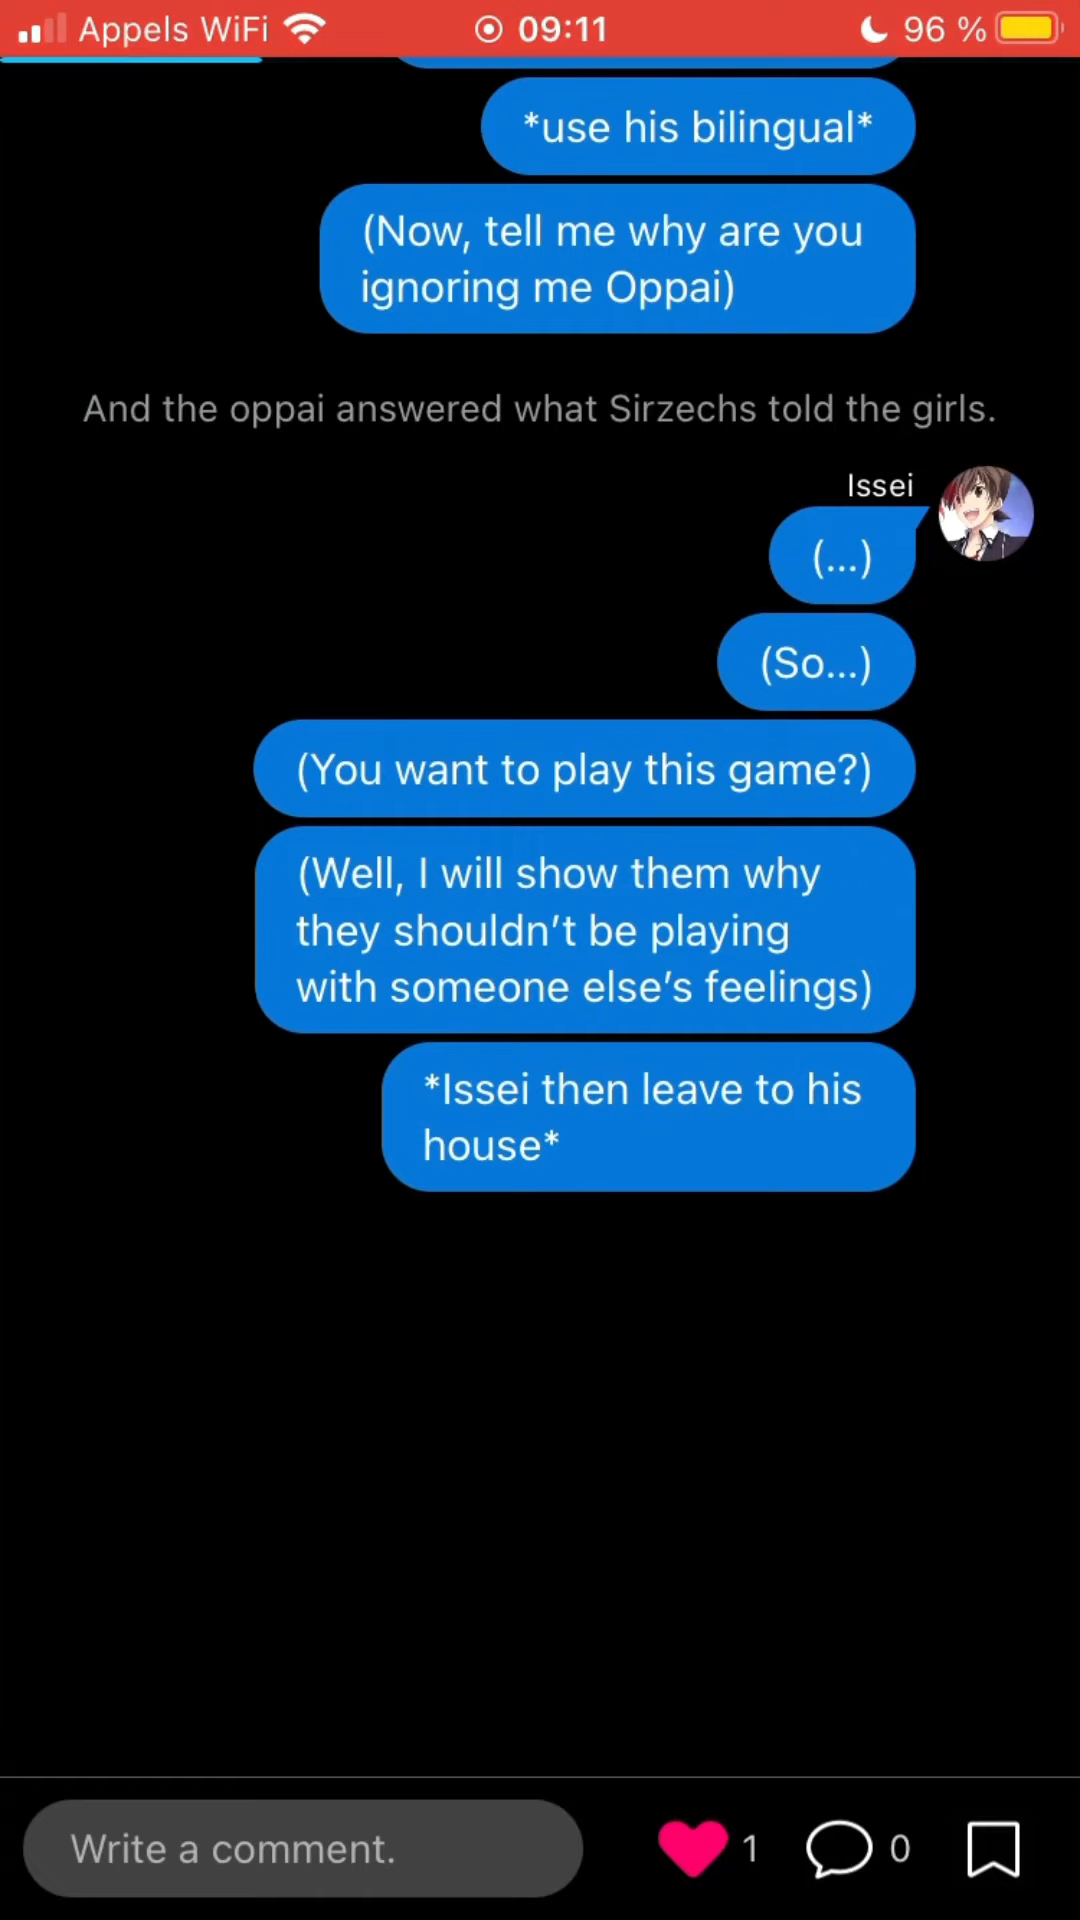 Appels WiFi 09:11 96 %
*use his bilingual*
(Now, tell me why are you
ignoring me Oppai)
And the oppai answered what Sirzechs told the girls.
Issei
(...)
(So...)
(You want to play this game?)
(Well, I will show them why
they shouldn't be playing
with someone else's feelings)
*Issei then leave to his
house*
Write a comment. 1 0